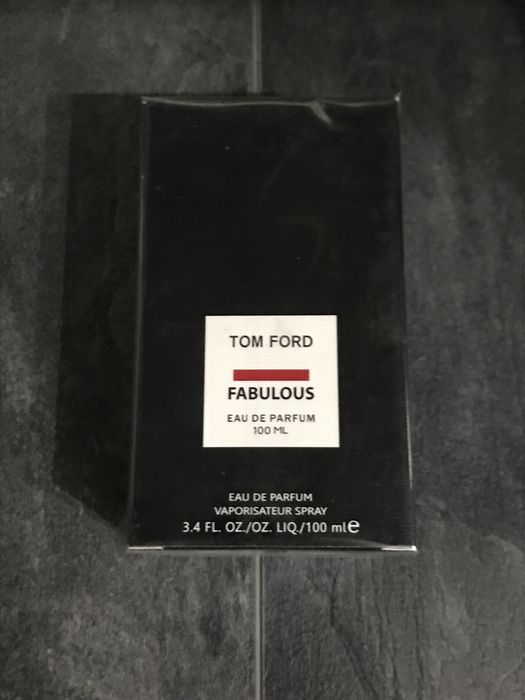 TOM FORD
FABULOUS
EAU DE PARFUM
100 ML
EAU DE PARFUM
VAPORISATEUR SPRAY
3.4 FL. OZ./OZ. LIQ./100 mle